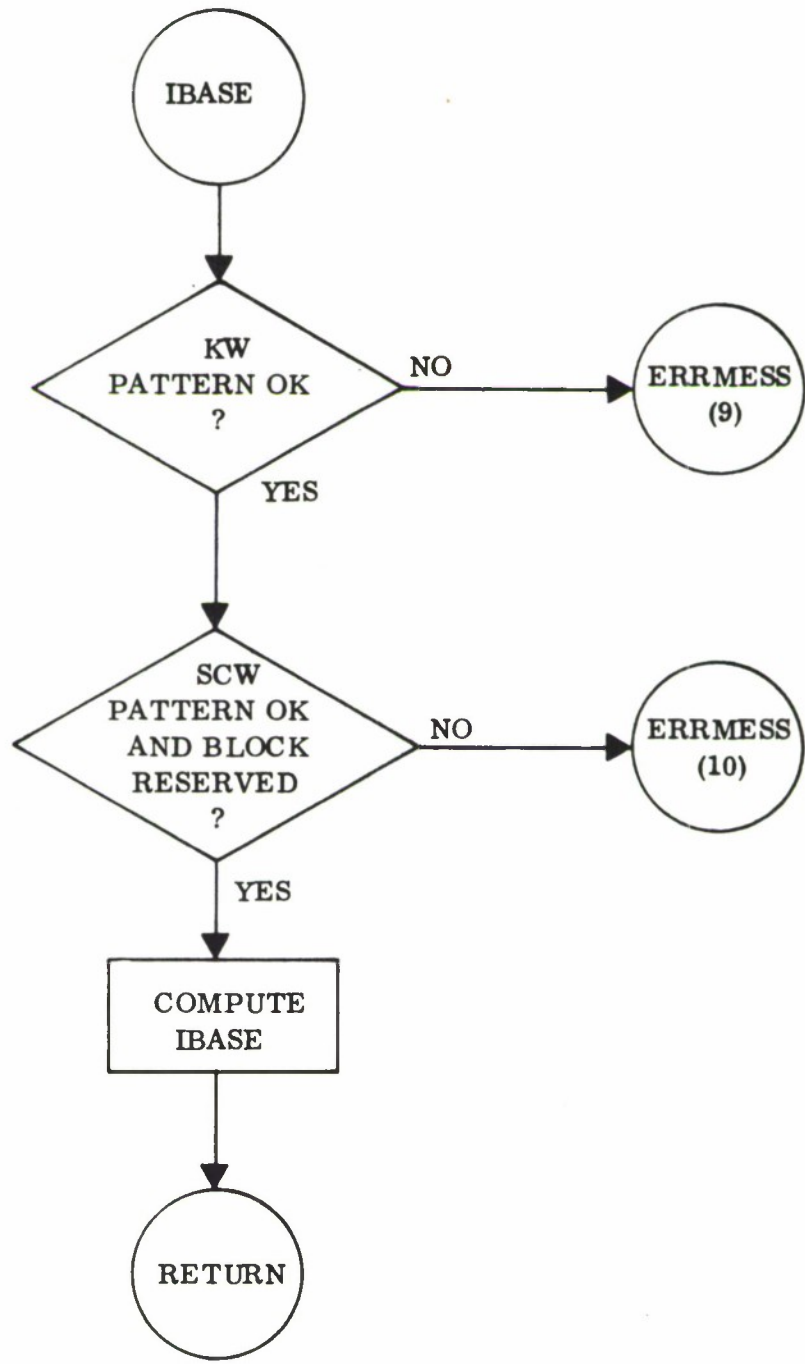 IBASE
KW
PATTERN OK
?
NO
ERRMESS
(9)
YES
SCW
PATTERN OK
AND BLOCK
RESERVED
?
NO
ERRMESS
(10)
YES
COMPUTE
IBASE
RETURN